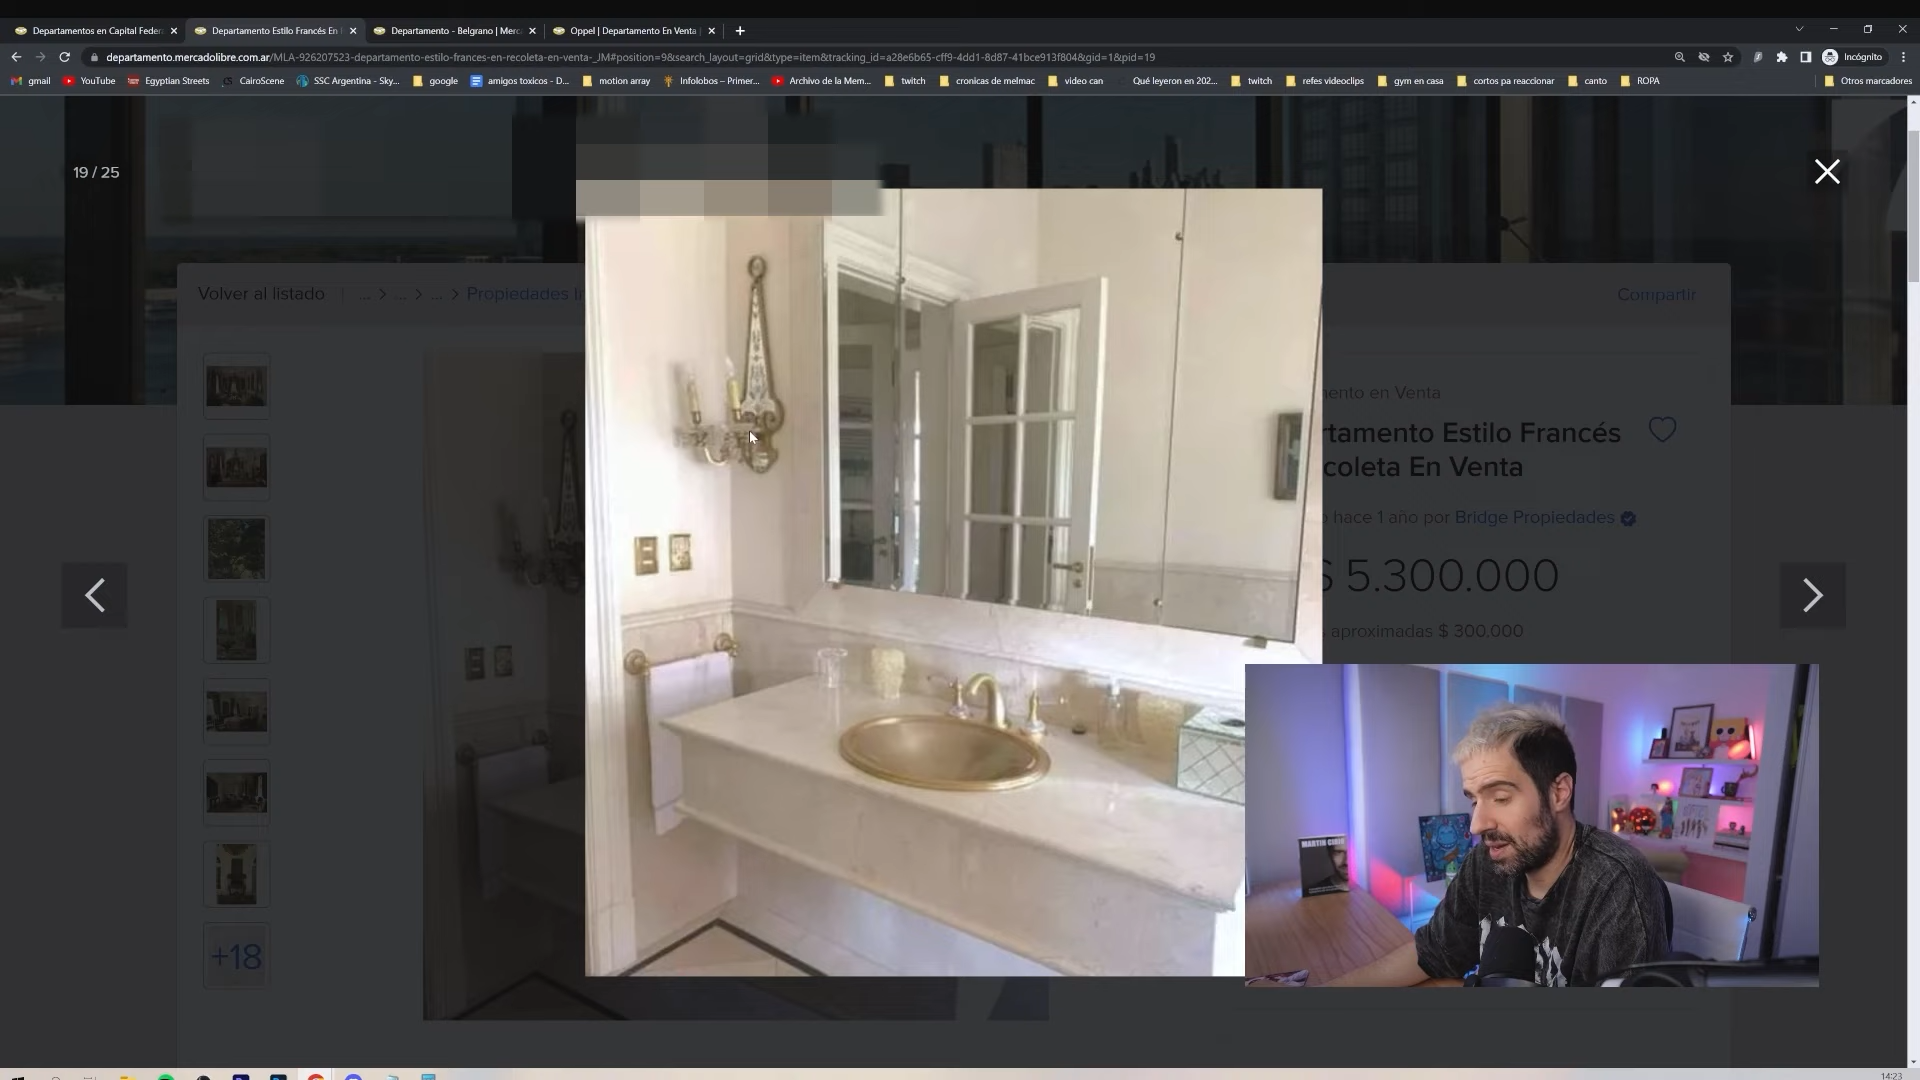 Departamentos en Capital Feder
Departamento Estilo Francés En
Departamento - Belgrano | Merc
Oppel | Departamento En Venta |
departamento.mercadolibre.com.ar/MLA-926207523-departamento-estilo-frances-en-recoleta-en-venta-_JM#position=9&search_layout=grid&type=item&tracking_id=a28e6b65-cff9-4dd1-8d87-41bce913f804&gid=1&pid=19
Incógnito
gmail
YouTube
Egyptian Streets
CairoScene
SSC Argentina - Sky...
google
amigos toxicos - D...
motion array
Infolobos – Primer...
Archivo de la Mem...
twitch
cronicas de melmac
video can
Qué leyeron en 202...
twitch
refes videoclips
gym en casa
cortos pa reaccionar
canto
ROPA
Otros marcadores
19 / 25
Volver al listado
... > ... > ... > Propiedades In
Compartir
mento en Venta
rtamento Estilo Francés
coleta En Venta
o hace 1 año por Bridge Propiedades
$ 5.300.000
aproximadas $ 300.000
+18
MARTIN CIRIO
14:23